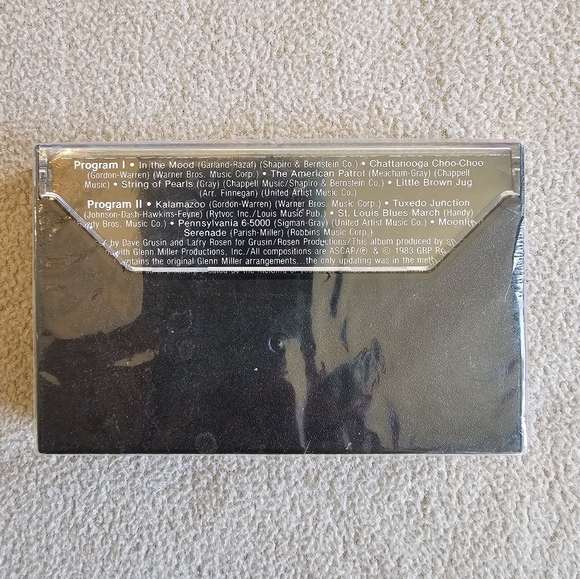 Program I • In the Mood (Garland-Razaf) (Shapiro & Bernstein Co.) • Chattanooga Choo-Choo
(Gordon-Warren) (Warner Bros. Music Corp.) • The American Patrol (Meacham-Gray) (Chappell
Music) • String of Pearls (Gray) (Chappell Music/Shapiro & Bernstein Co.) • Little Brown Jug
(Arr. Finnegan) (United Artist Music Co.)
Program II • Kalamazoo (Gordon-Warren) (Warner Bros. Music Corp.) • Tuxedo Junction
(Johnson-Dash-Hawkins-Feyne) (Rytvoc Inc./Louis Music Pub.) • St. Louis Blues March (Handy)
Bros. Music Co.) • Pennsylvania 6-5000 (Sigman-Gray) (United Artist Music Co.) •
Serenade (Parish-Miller) (Robbins Music Corp.)
by Dave Grusin and Larry Rosen for Grusin/Rosen Productions/This album produced by
with Glenn Miller Productions, Inc./All compositions are ASCAP/℗ & © 1983 GRP
the original Glenn Miller arrangements...the only updating was in the